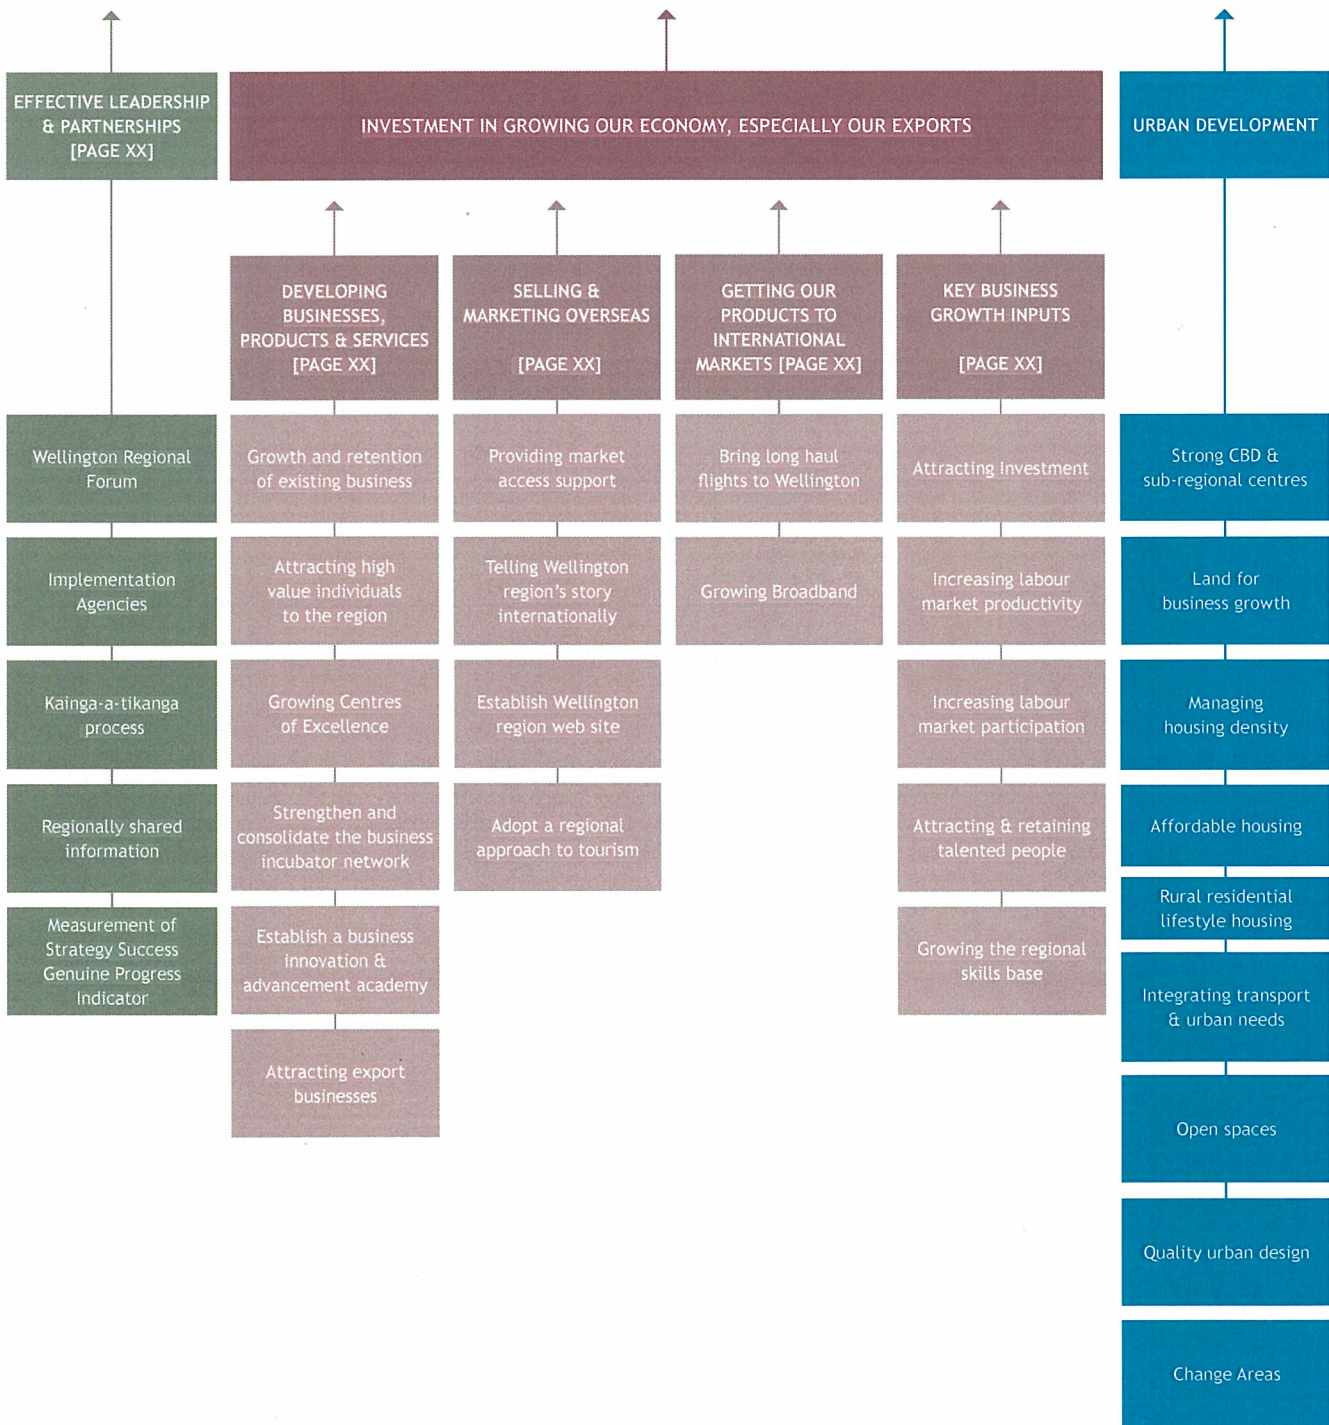 EFFECTIVE LEADERSHIP
& PARTNERSHIPS
[PAGE XX]
INVESTMENT IN GROWING OUR ECONOMY, ESPECIALLY OUR EXPORTS
URBAN DEVELOPMENT
DEVELOPING
BUSINESSES,
PRODUCTS & SERVICES
[PAGE XX]
SELLING &
MARKETING OVERSEAS
[PAGE XX]
GETTING OUR
PRODUCTS TO
INTERNATIONAL
MARKETS [PAGE XX]
KEY BUSINESS
GROWTH INPUTS
[PAGE XX]
Wellington Regional
Forum
Implementation
Agencies
Kainga-a-tikanga
process
Regionally shared
information
Measurement of
Strategy Success
Genuine Progress
Indicator
Growth and retention
of existing business
Attracting high
value individuals
to the region
Growing Centres
of Excellence
Strengthen and
consolidate the business
incubator network
Establish a business
innovation &
advancement academy
Attracting export
businesses
Providing market
access support
Telling Wellington
region's story
internationally
Establish Wellington
region web site
Adopt a regional
approach to tourism
Bring long haul
flights to Wellington
Growing Broadband
Attracting Investment
Increasing labour
market productivity
Increasing labour
market participation
Attracting & retaining
talented people
Growing the regional
skills base
Strong CBD &
sub-regional centres
Land for
business growth
Managing
housing density
Affordable housing
Rural residential
lifestyle housing
Integrating transport
& urban needs
Open spaces
Quality urban design
Change Areas